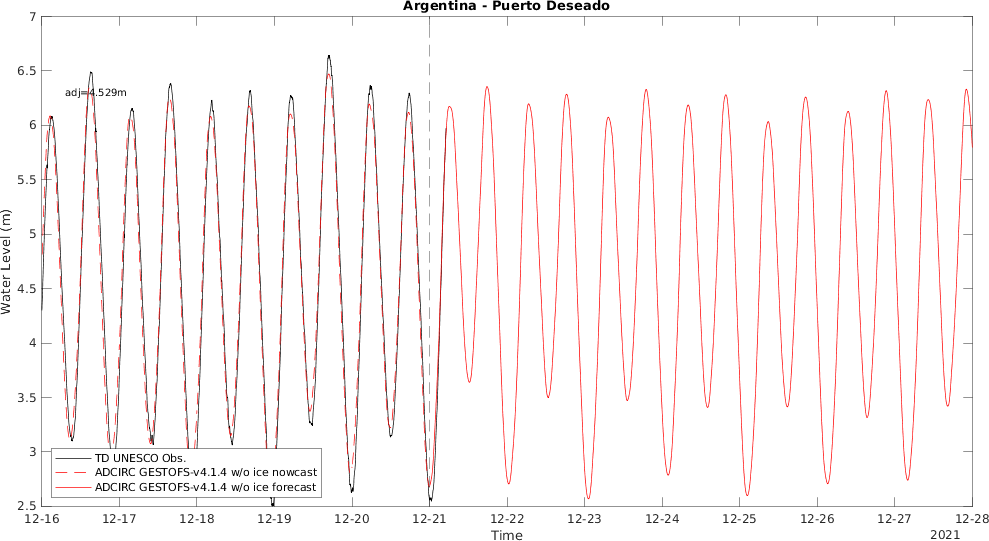 Argentina - Puerto Deseado
7
6.5
6
5.5
5
4.5
4
3.5
3
2.5
Water Level (m)
adj=4.529m
TD UNESCO Obs.
ADCIRC GESTOFS-v4.1.4 w/o ice nowcast
ADCIRC GESTOFS-v4.1.4 w/o ice forecast
12-16 12-17 12-18 12-19 12-20 12-21 12-22 12-23 12-24 12-25 12-26 12-27 12-28
Time
2021